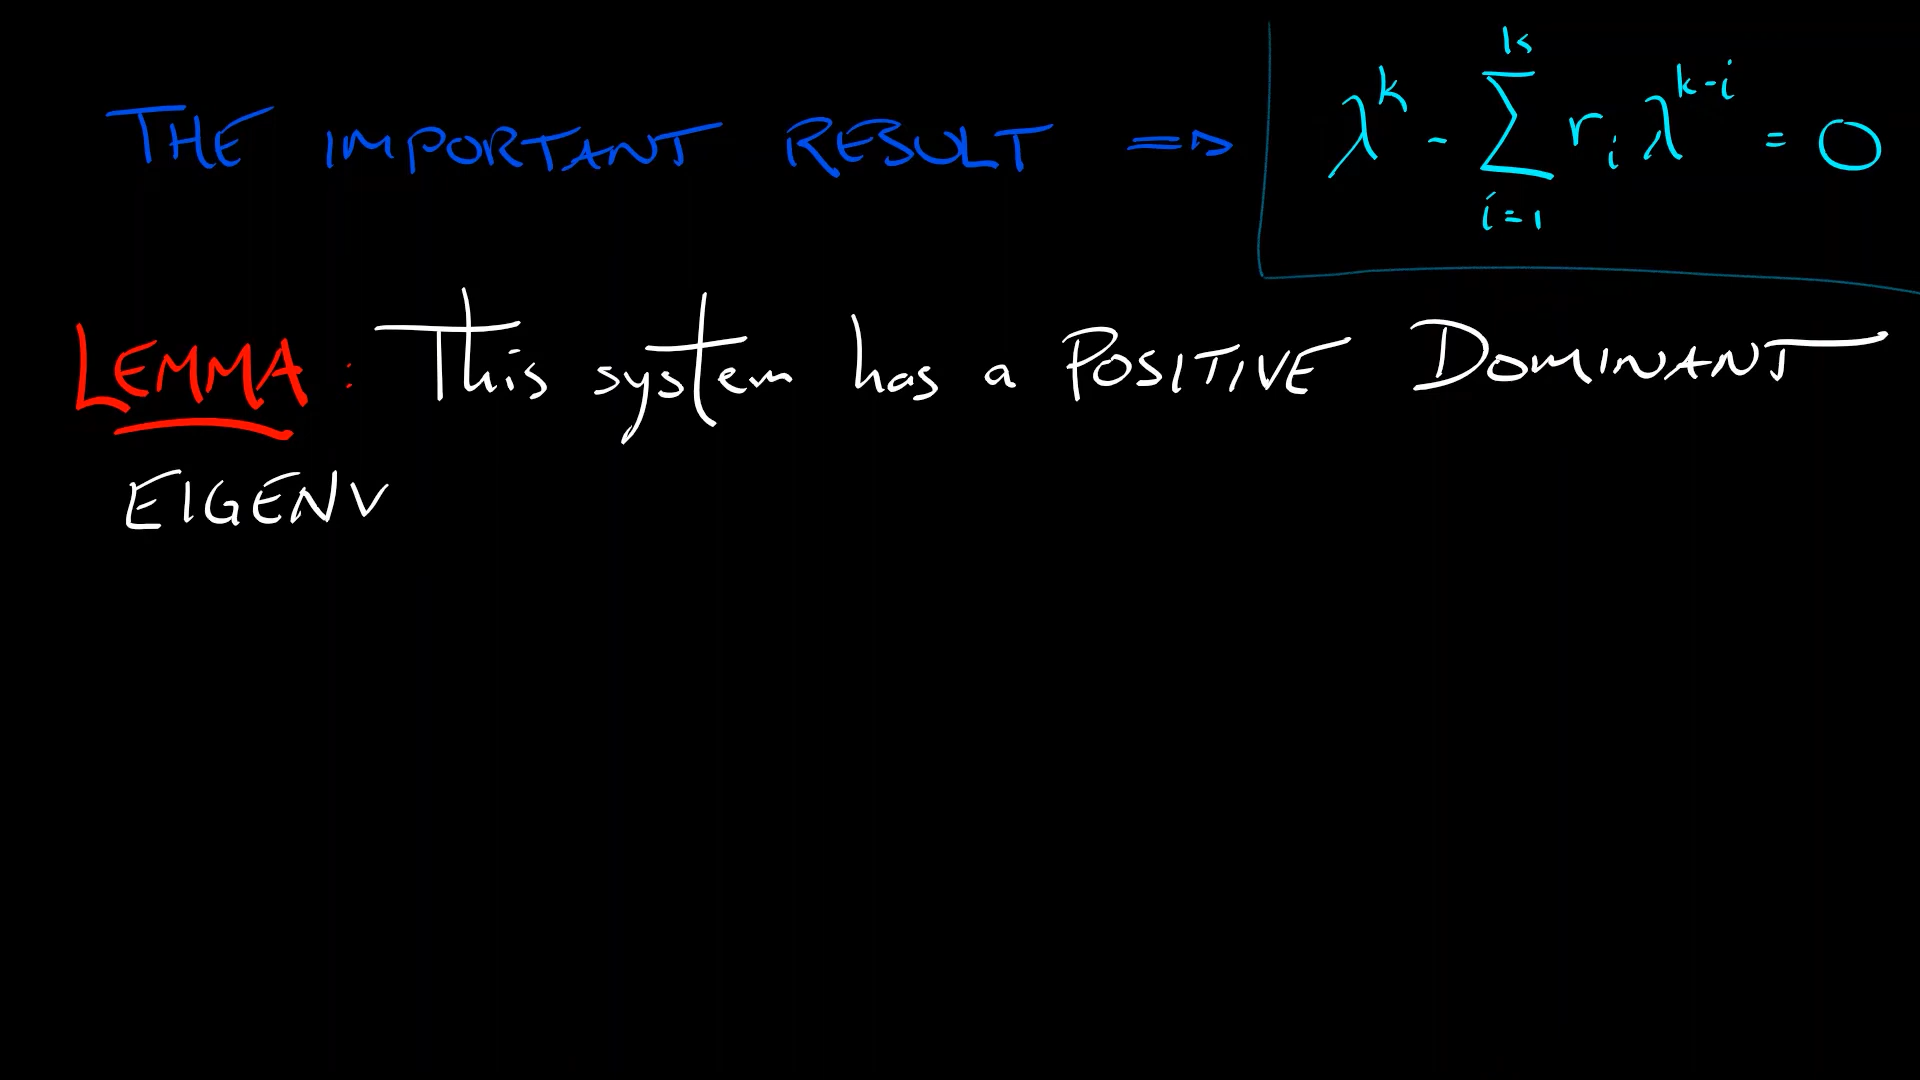 THE IMPORTANT RESULT ⇒ λ^k - ∑_{i=1}^{k} r_i λ^{k-i} = 0
LEMMA: This system has a POSITIVE DOMINANT
EIGENV